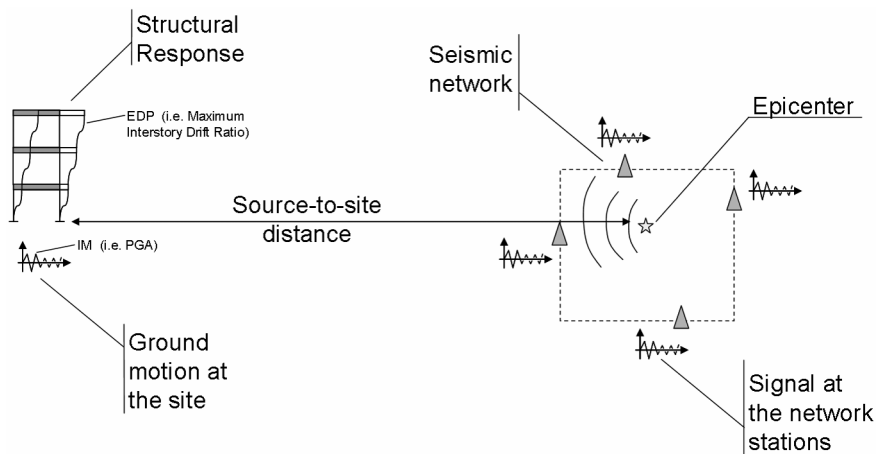 Structural
Response
EDP (i.e. Maximum
Interstory Drift Ratio)
Seismic
network
Epicenter
Source-to-site
distance
IM (i.e. PGA)
Ground
motion at
the site
Signal at
the network
stations